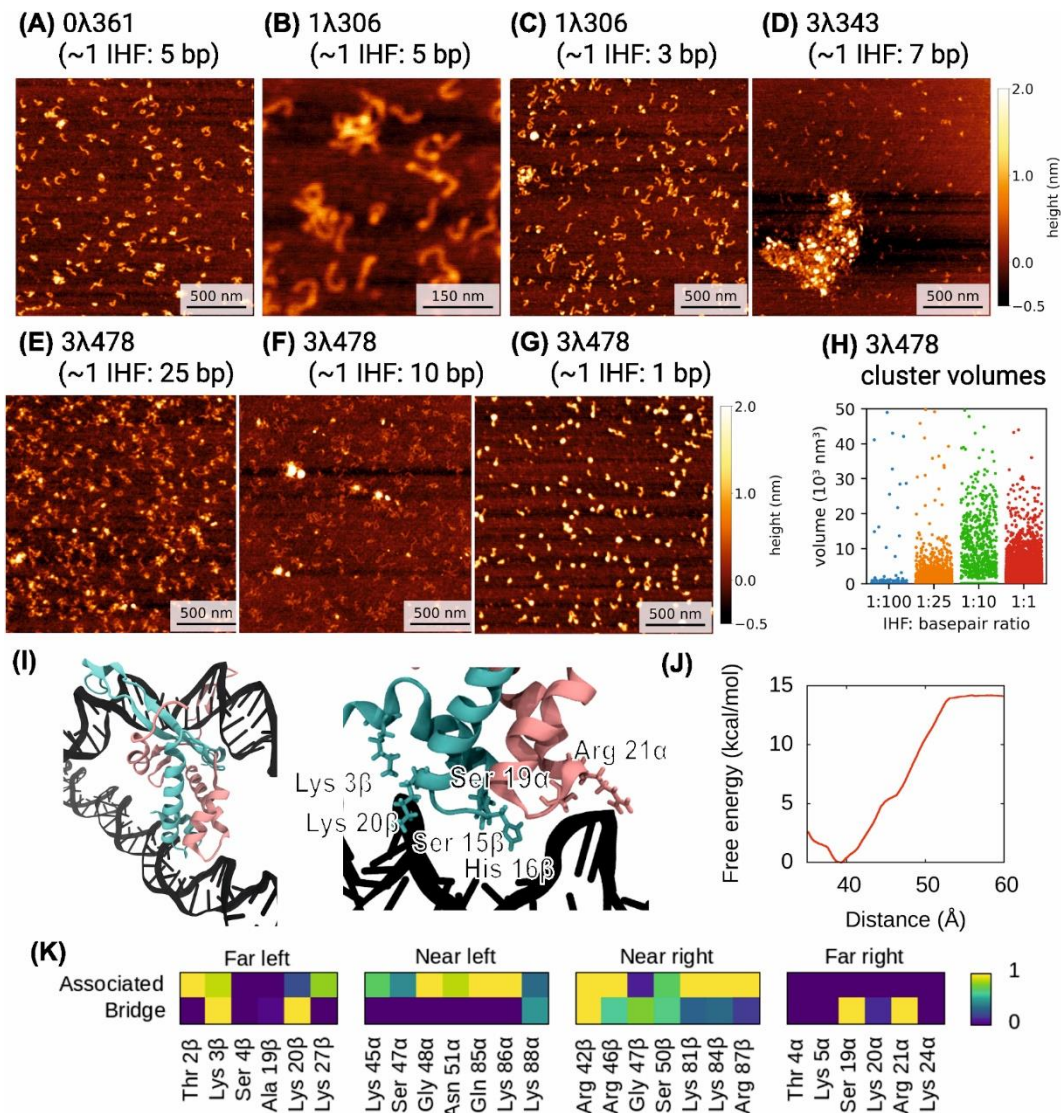 (A) 0λ361
(~1 IHF: 5 bp)
(B) 1λ306
(~1 IHF: 5 bp)
(C) 1λ306
(~1 IHF: 3 bp)
(D) 3λ343
(~1 IHF: 7 bp)
500 nm
150 nm
500 nm
500 nm
2.0
1.0
0.0
−0.5
height (nm)
(E) 3λ478
(~1 IHF: 25 bp)
(F) 3λ478
(~1 IHF: 10 bp)
(G) 3λ478
(~1 IHF: 1 bp)
(H) 3λ478
cluster volumes
500 nm
500 nm
500 nm
2.0
1.0
0.0
−0.5
height (nm)
volume (10³ nm³)
50
40
30
20
10
0
1:100 1:25 1:10 1:1
IHF: basepair ratio
(I)
Lys 3β
Lys 20β
Ser 15β
His 16β
Ser 19α
Arg 21α
(J)
Free energy (kcal/mol)
15
10
5
0
40 50 60
Distance (Å)
(K)
Far left
Near left
Near right
Far right
Associated
Bridge
1
0
Thr 2β
Lys 3β
Ser 4β
Ala 19β
Lys 20β
Lys 27β
Lys 45α
Ser 47α
Gly 48α
Asn 51α
Gln 85α
Lys 86α
Lys 88α
Arg 42β
Arg 46β
Gly 47β
Ser 50β
Lys 81β
Lys 84β
Arg 87β
Thr 4α
Lys 5α
Ser 19α
Lys 20α
Arg 21α
Lys 24α